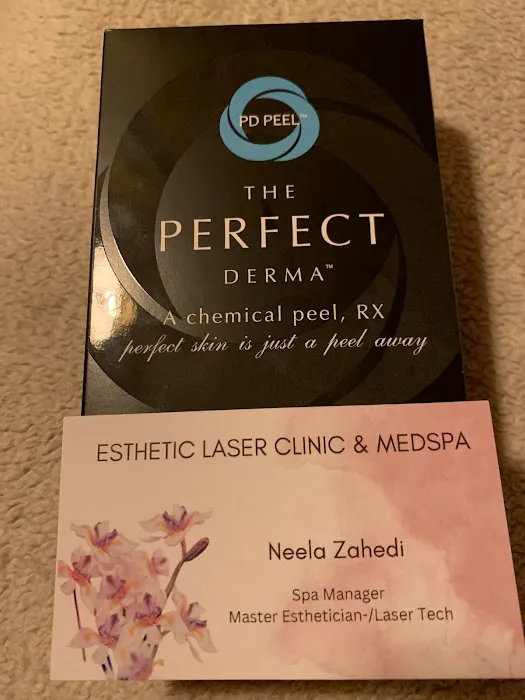 PD PEEL™
THE
PERFECT
DERMA™
A chemical peel, RX
perfect skin is just a peel away
ESTHETIC LASER CLINIC & MEDSPA
Neela Zahedi
Spa Manager
Master Esthetician-/Laser Tech